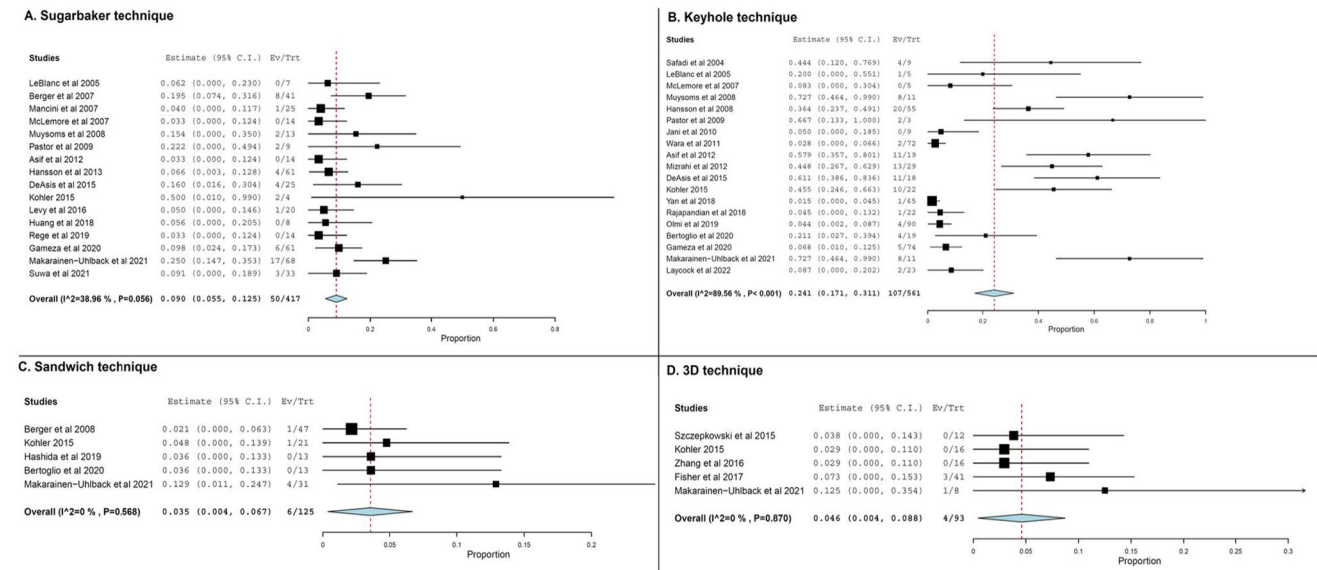 A. Sugarbaker technique
Studies Estimate (95% C.I.) Ev/Trt
LeBlanc et al 2005 0.062 (0.000, 0.230) 0/7
Berger et al 2007 0.195 (0.074, 0.316) 8/41
Mancini et al 2007 0.040 (0.000, 0.117) 1/25
McLemore et al 2007 0.033 (0.000, 0.124) 0/14
Muysoms et al 2008 0.154 (0.000, 0.350) 2/13
Pastor et al 2009 0.222 (0.000, 0.494) 2/9
Asif et al 2012 0.033 (0.000, 0.124) 0/14
Hansson et al 2013 0.066 (0.003, 0.128) 4/61
DeAsis et al 2015 0.160 (0.016, 0.304) 4/25
Kohler 2015 0.500 (0.010, 0.990) 2/4
Levy et al 2016 0.050 (0.000, 0.146) 1/20
Huang et al 2018 0.056 (0.000, 0.205) 0/8
Rege et al 2019 0.033 (0.000, 0.124) 0/14
Gameza et al 2020 0.098 (0.024, 0.173) 6/61
Makarainen-Uhlback et al 2021 0.250 (0.147, 0.353) 17/68
Suwa et al 2021 0.091 (0.000, 0.189) 3/33
Overall (I^2=38.96 % , P=0.056) 0.090 (0.055, 0.125) 50/417
0 0.2 0.4 0.6 0.8
Proportion
B. Keyhole technique
Studies Estimate (95% C.I.) Ev/Trt
Safadi et al 2004 0.444 (0.120, 0.769) 4/9
LeBlanc et al 2005 0.200 (0.000, 0.551) 1/5
McLemore et al 2007 0.083 (0.000, 0.304) 0/5
Muysoms et al 2008 0.727 (0.464, 0.990) 8/11
Hansson et al 2008 0.364 (0.237, 0.491) 20/55
Pastor et al 2009 0.667 (0.133, 1.000) 2/3
Jani et al 2010 0.050 (0.000, 0.185) 0/9
Wara et al 2011 0.028 (0.000, 0.066) 2/72
Asif et al 2012 0.579 (0.357, 0.801) 11/19
Mizrahi et al 2012 0.448 (0.267, 0.629) 13/29
DeAsis et al 2015 0.611 (0.386, 0.836) 11/18
Kohler 2015 0.455 (0.246, 0.663) 10/22
Yan et al 2018 0.015 (0.000, 0.045) 1/65
Rajapandian et al 2018 0.045 (0.000, 0.132) 1/22
Olmi et al 2019 0.044 (0.002, 0.087) 4/90
Bertoglio et al 2020 0.211 (0.027, 0.394) 4/19
Gameza et al 2020 0.068 (0.010, 0.125) 5/74
Makarainen-Uhlback et al 2021 0.727 (0.464, 0.990) 8/11
Laycock et al 2022 0.087 (0.000, 0.202) 2/23
Overall (I^2=89.56 % , P< 0.001) 0.241 (0.171, 0.311) 107/561
0 0.2 0.4 0.6 0.8 1
Proportion
C. Sandwich technique
Studies Estimate (95% C.I.) Ev/Trt
Berger et al 2008 0.021 (0.000, 0.063) 1/47
Kohler 2015 0.048 (0.000, 0.139) 1/21
Hashida et al 2019 0.036 (0.000, 0.133) 0/13
Bertoglio et al 2020 0.036 (0.000, 0.133) 0/13
Makarainen-Uhlback et al 2021 0.129 (0.011, 0.247) 4/31
Overall (I^2=0 % , P=0.568) 0.035 (0.004, 0.067) 6/125
0 0.05 0.1 0.15 0.2
Proportion
D. 3D technique
Studies Estimate (95% C.I.) Ev/Trt
Szczepkowski et al 2015 0.038 (0.000, 0.143) 0/12
Kohler 2015 0.029 (0.000, 0.110) 0/16
Zhang et al 2016 0.029 (0.000, 0.110) 0/16
Fisher et al 2017 0.073 (0.000, 0.153) 3/41
Makarainen-Uhlback et al 2021 0.125 (0.000, 0.354) 1/8
Overall (I^2=0 % , P=0.870) 0.046 (0.004, 0.088) 4/93
0 0.05 0.1 0.15 0.2 0.25 0.3
Proportion